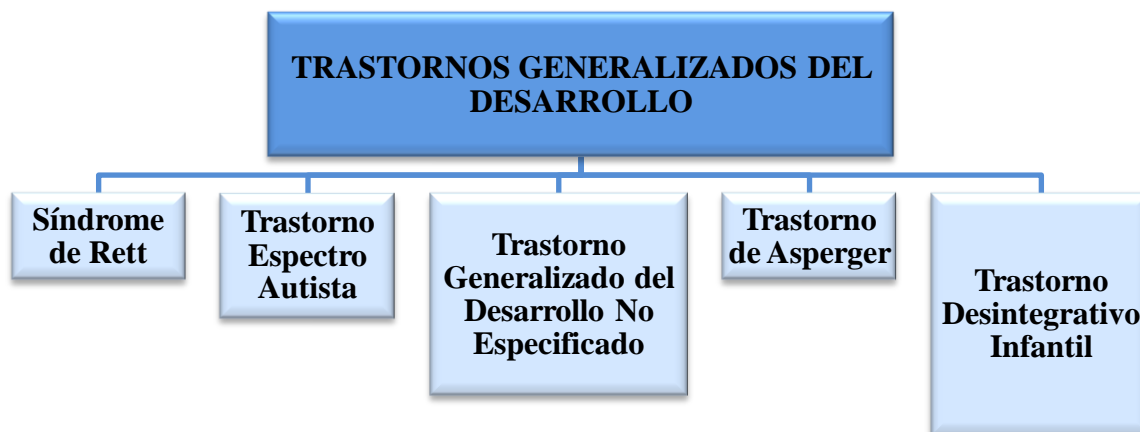 TRASTORNOS GENERALIZADOS DEL
DESARROLLO
Síndrome
de Rett
Trastorno
Espectro
Autista
Trastorno
Generalizado del
Desarrollo No
Especificado
Trastorno
de Asperger
Trastorno
Desintegrativo
Infantil